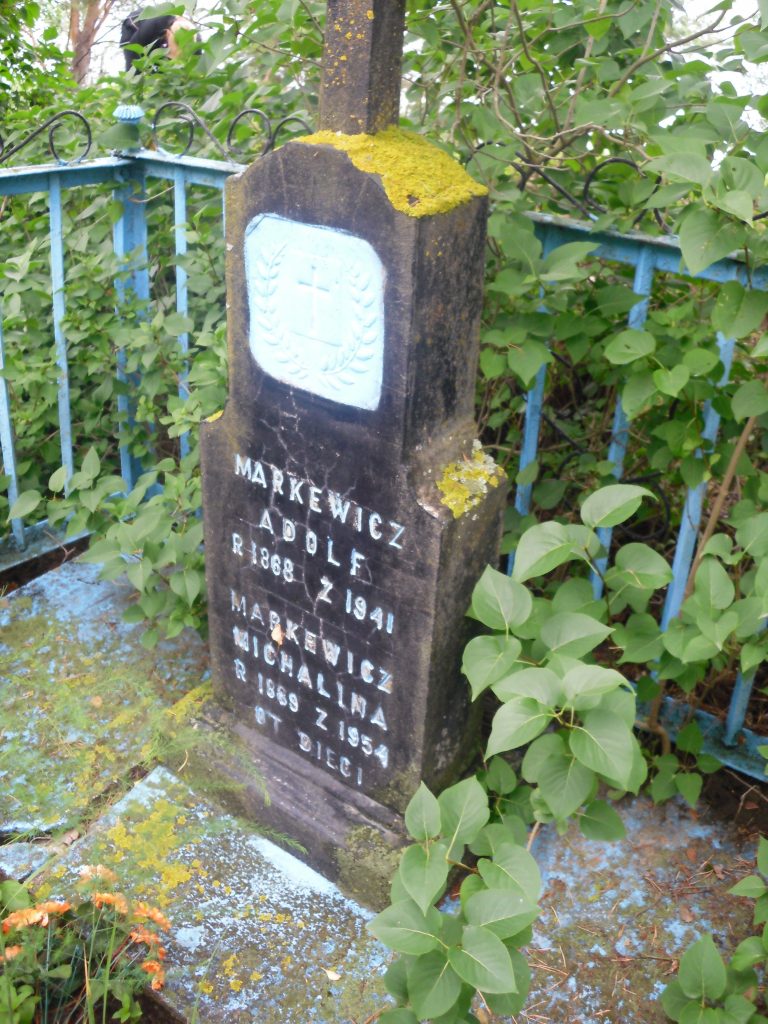 MARKEWICZ
ADOLF
R 1868 Z 1941
MARKEWICZ
MICHALINA
R 1869 Z 1954
OT DIECI